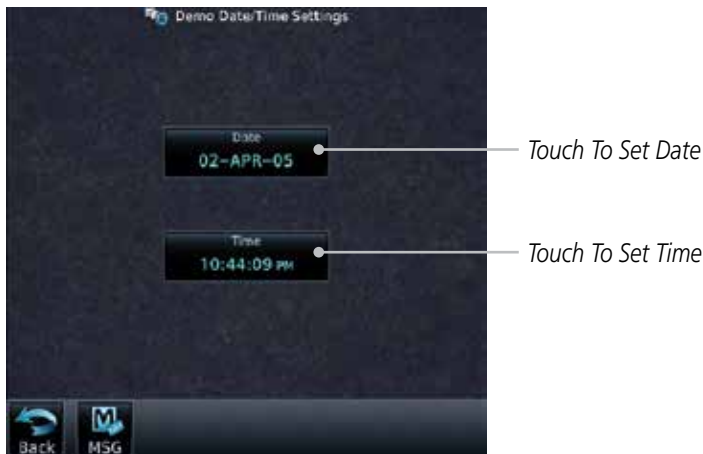 Demo Date/Time Settings
Date
02-APR-05
Touch To Set Date
Time
10:44:09 PM
Touch To Set Time
Back
MSG